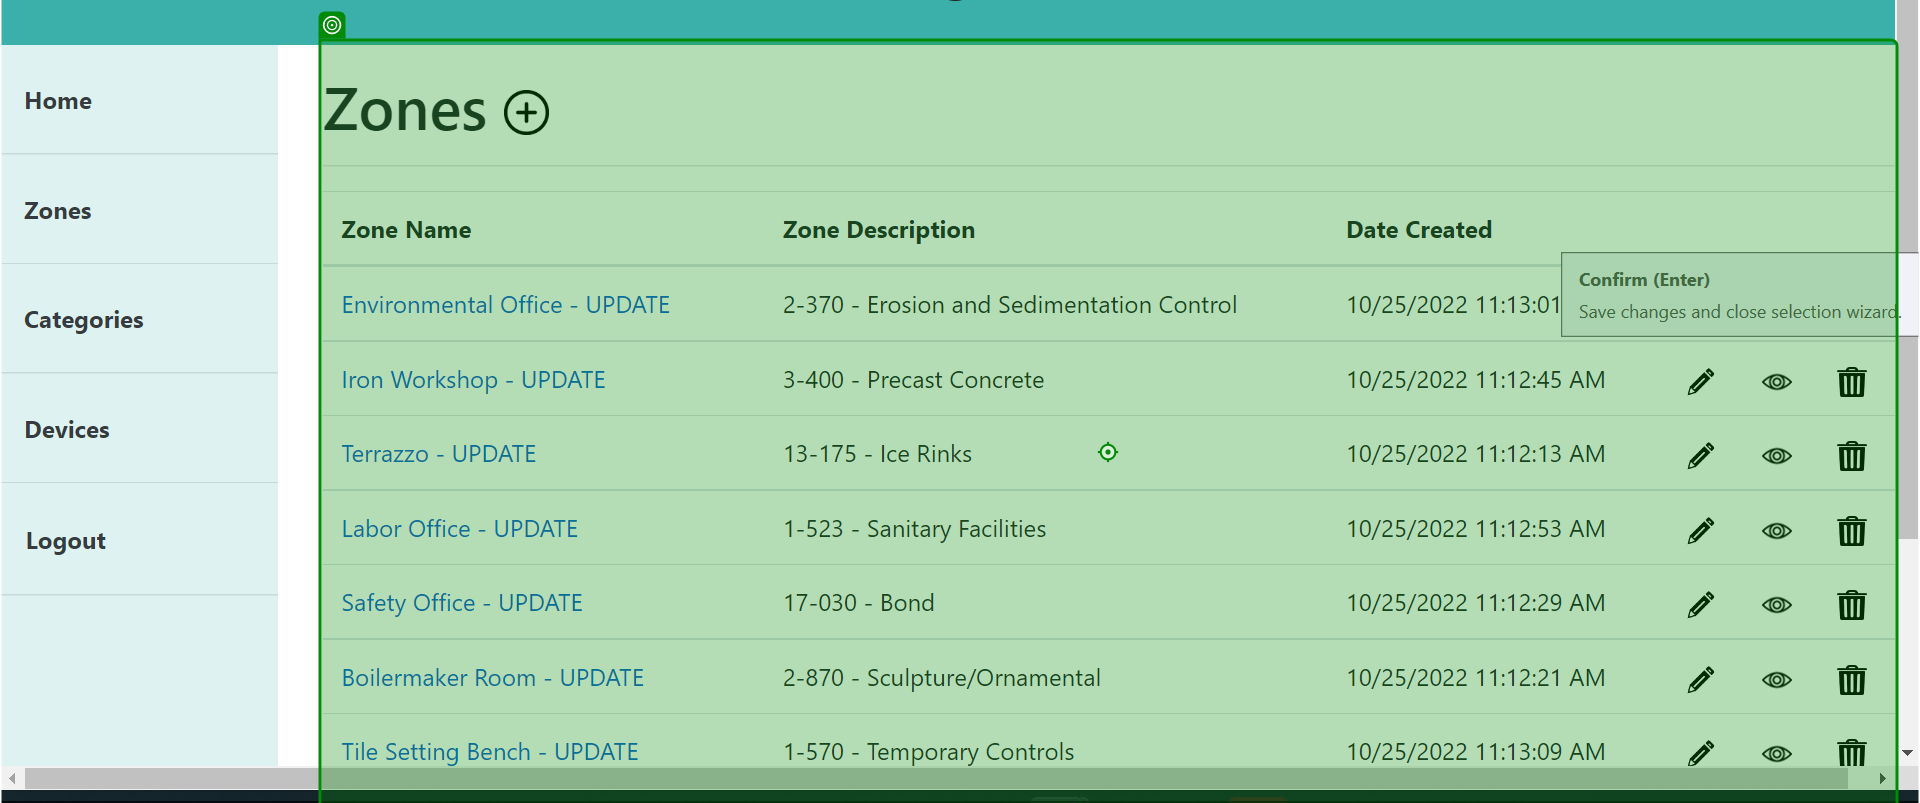 Home
Zones
Categories
Devices
Logout
Zones
Zone Name Zone Description Date Created
Confirm (Enter)
Save changes and close selection wizard.
Environmental Office - UPDATE 2-370 - Erosion and Sedimentation Control 10/25/2022 11:13:01
Iron Workshop - UPDATE 3-400 - Precast Concrete 10/25/2022 11:12:45 AM
Terrazzo - UPDATE 13-175 - Ice Rinks 10/25/2022 11:12:13 AM
Labor Office - UPDATE 1-523 - Sanitary Facilities 10/25/2022 11:12:53 AM
Safety Office - UPDATE 17-030 - Bond 10/25/2022 11:12:29 AM
Boilermaker Room - UPDATE 2-870 - Sculpture/Ornamental 10/25/2022 11:12:21 AM
Tile Setting Bench - UPDATE 1-570 - Temporary Controls 10/25/2022 11:13:09 AM